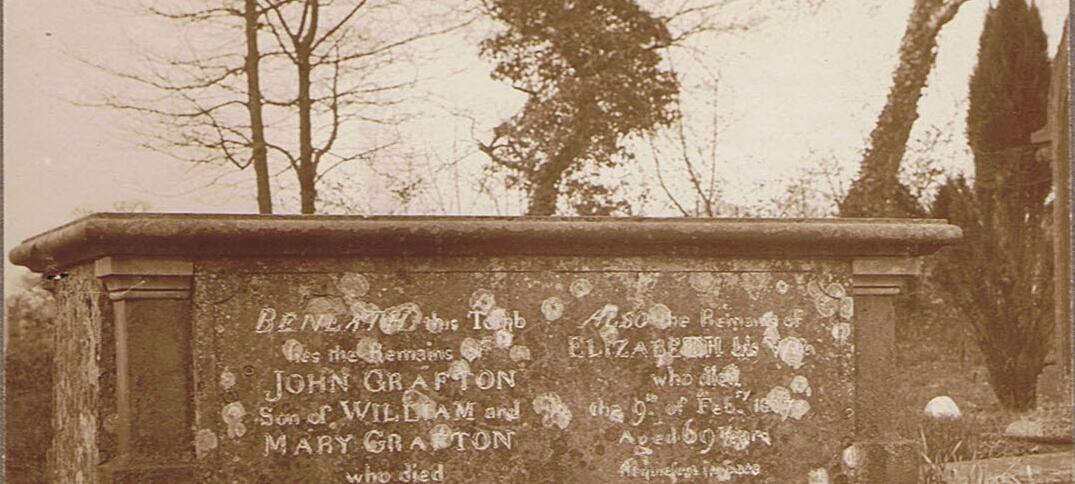 BENEATH this Tomb
lies the Remains of
JOHN GRAFTON
Son of WILLIAM and
MARY GRAFTON
who died
ALSO the Remains of
ELIZABETH his
who died
the 9th of Feby
Aged 69 Years